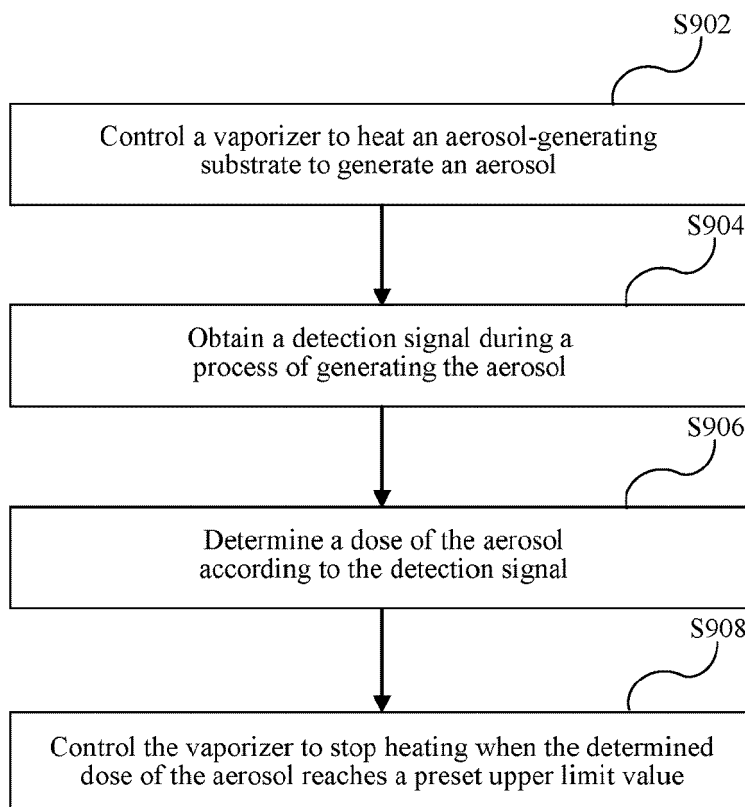 S902
Control a vaporizer to heat an aerosol-generating
substrate to generate an aerosol
S904
Obtain a detection signal during a
process of generating the aerosol
S906
Determine a dose of the aerosol
according to the detection signal
S908
Control the vaporizer to stop heating when the determined
dose of the aerosol reaches a preset upper limit value